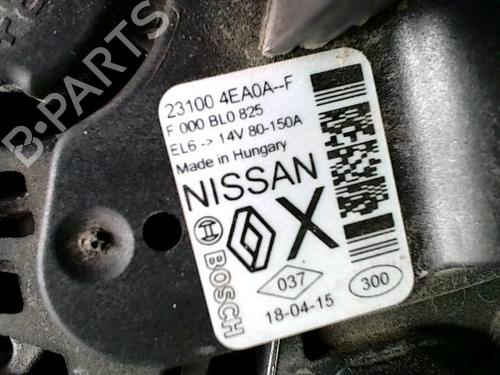 23100 4EA0A--F
F 000 BL0 825
EL6 -> 14V 80-150A
Made in Hungary
NISSAN
X
BOSCH
037
300
18-04-15
B-PARTS